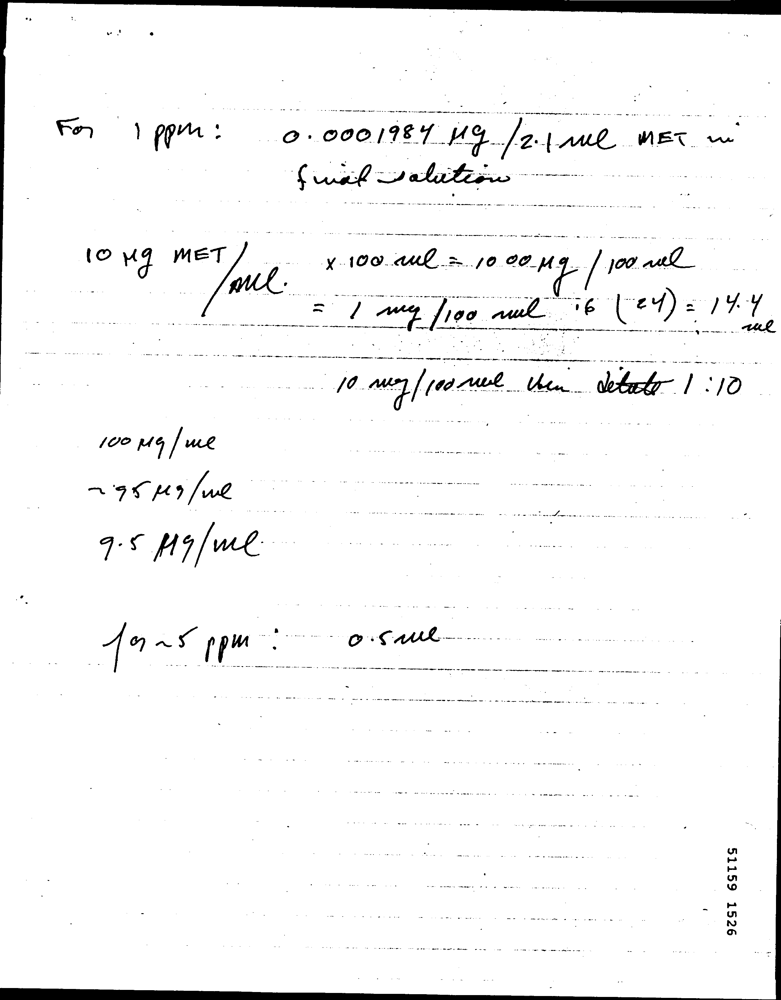 For 1 ppm: 0.0001984 µg/2.1 ml MET in
final solution
10 µg MET/ml. x 100 ml = 1000 µg/100 ml
= 1 mg/100 ml .6 (24) = 14.4
ml
10 mg/100 ml then dilute 1:10
100 µg/ml
~95 µg/ml
9.5 µg/ml
for ~5 ppm: 0.5 ml
51159 1526